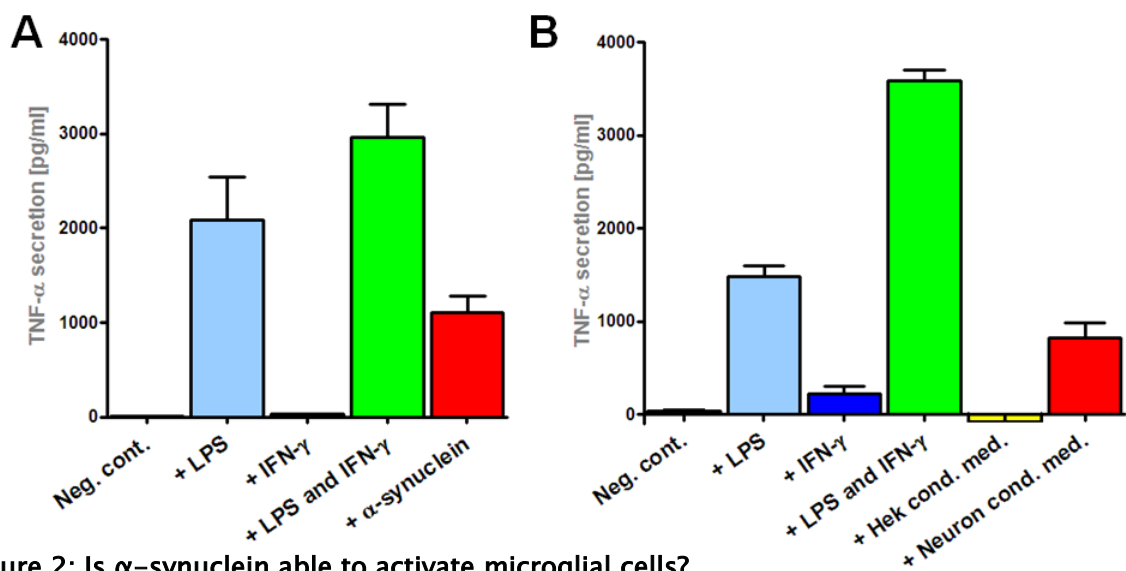 A
B
4000
3000
2000
1000
0
TNF-α secretion [pg/ml]
Neg. cont.
+ LPS
+ IFN-γ
+ LPS and IFN-γ
+ α-synuclein
4000
3000
2000
1000
0
TNF-α secretion [pg/ml]
Neg. cont.
+ LPS
+ IFN-γ
+ LPS and IFN-γ
+ Hek cond. med.
+ Neuron cond. med.
ure 2: Is α-synuclein able to activate microglial cells?